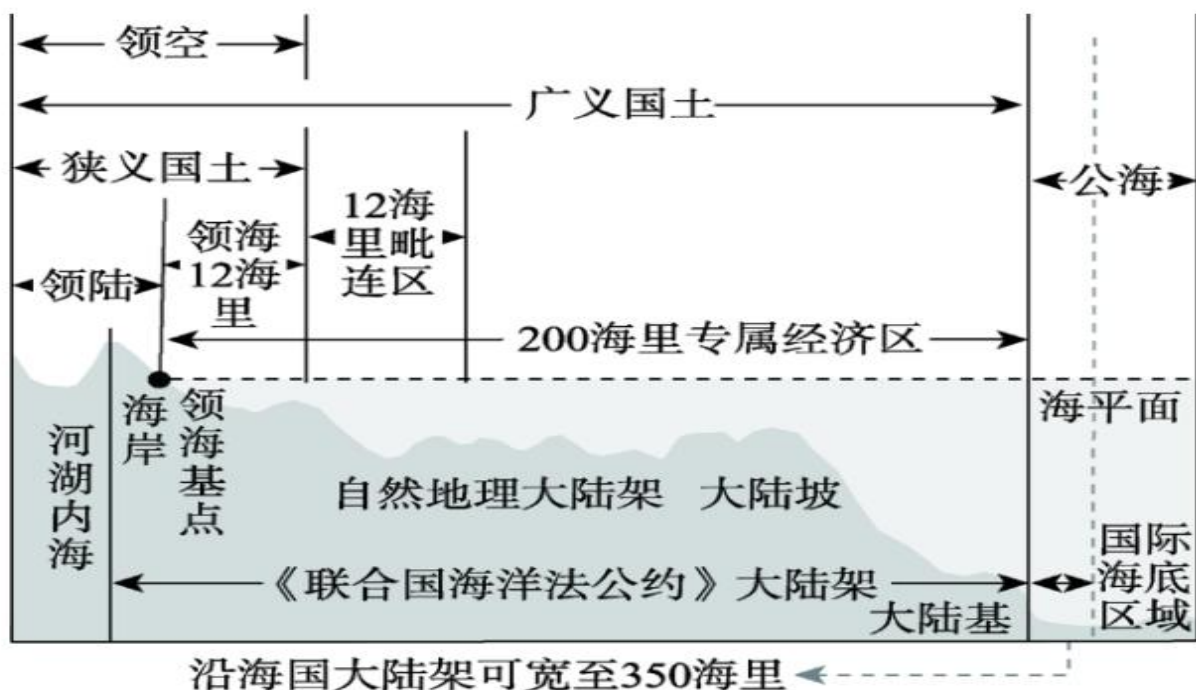 领空
广义国土
狭义国土
公海
领海
12海
里
12海
里毗
连区
领陆
200海里专属经济区
海平面
海岸
领海基点
河湖内海
自然地理大陆架
大陆坡
国际
海底
区域
《联合国海洋法公约》大陆架
大陆基
沿海国大陆架可宽至350海里